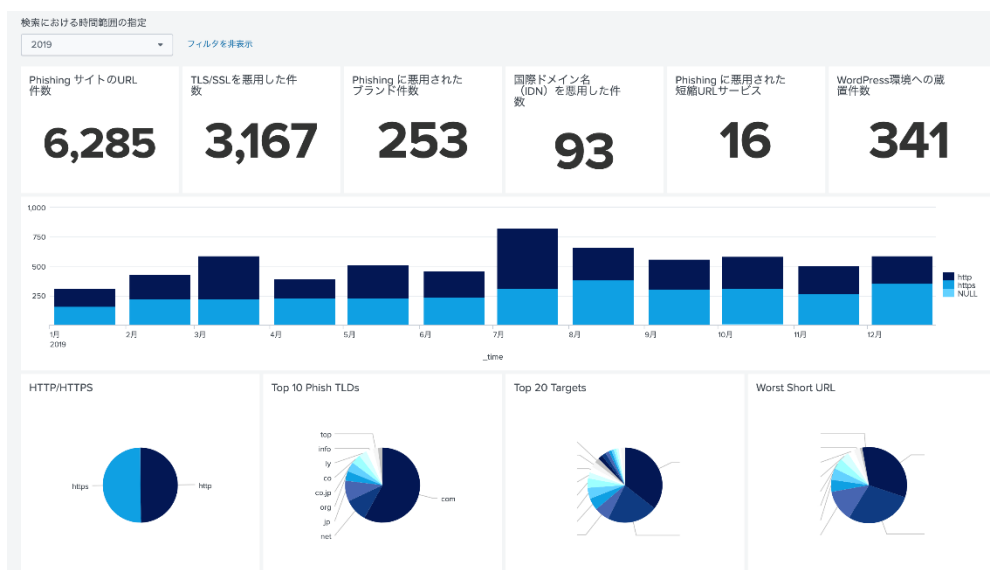 検索における時間範囲の指定
2019
フィルタを非表示
Phishing サイトのURL
件数
6,285
TLS/SSLを悪用した件
数
3,167
Phishing に悪用された
ブランド件数
253
国際ドメイン名
（IDN）を悪用した件
数
93
Phishing に悪用された
短縮URLサービス
16
WordPress環境への蔵
置件数
341
1,000
750
500
250
http
https
NULL
1月
2019
2月
3月
4月
5月
6月
7月
8月
9月
10月
11月
12月
_time
HTTP/HTTPS
https
http
Top 10 Phish TLDs
top
info
ly
co
co.jp
org
jp
net
com
Top 20 Targets
Worst Short URL